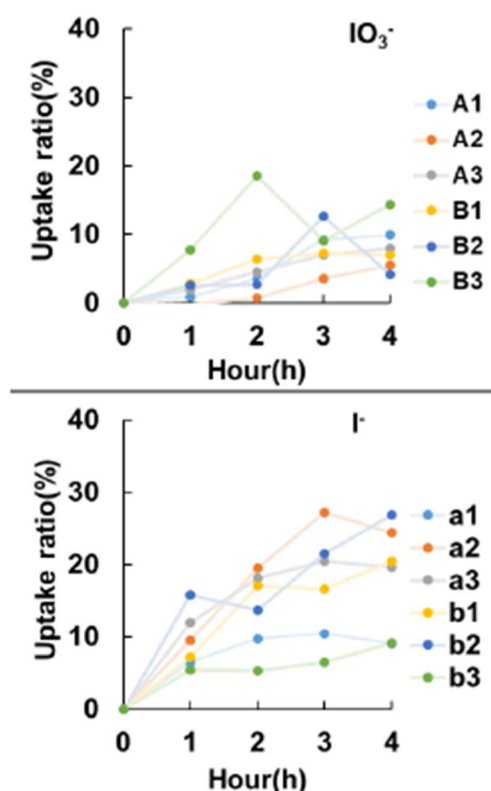 IO₃⁻
40
30
20
10
0
Uptake ratio(%)
0 1 2 3 4
Hour(h)
A1
A2
A3
B1
B2
B3
I⁻
40
30
20
10
0
Uptake ratio(%)
0 1 2 3 4
Hour(h)
a1
a2
a3
b1
b2
b3